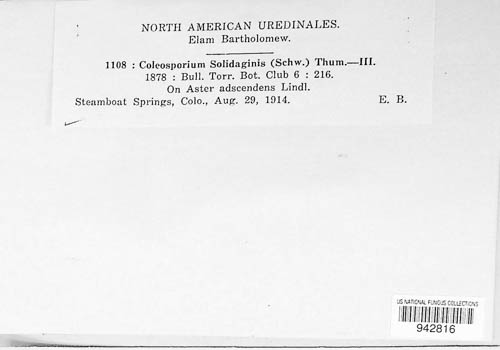 NORTH AMERICAN UREDINALES.
Elam Bartholomew.
1108 : Coleosporium Solidaginis (Schw.) Thum.—III.
1878 : Bull. Torr. Bot. Club 6 : 216.
On Aster adscendens Lindl.
Steamboat Springs, Colo., Aug. 29, 1914. E. B.
US NATIONAL FUNGUS COLLECTIONS
942816